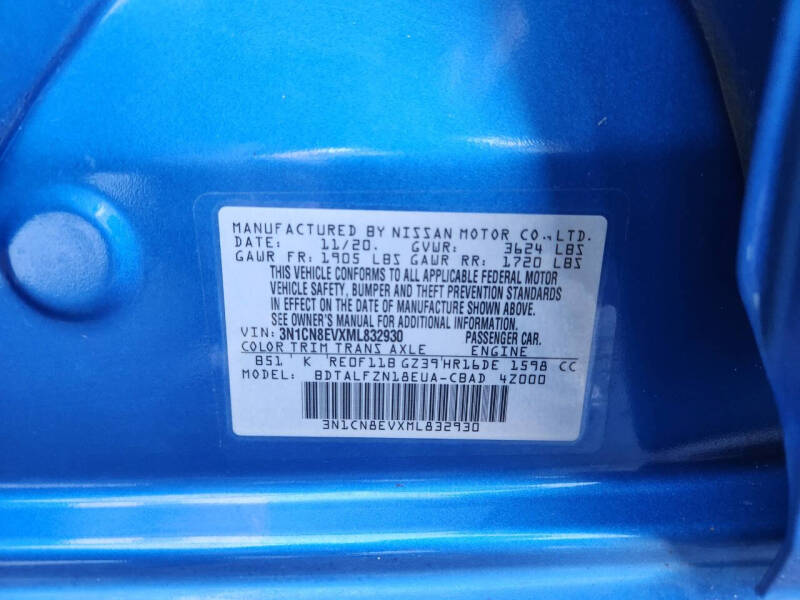 MANUFACTURED BY NISSAN MOTOR CO., LTD.
DATE: 11/20. GVWR: 3624 LBS
GAWR FR: 1905 LBS GAWR RR: 1720 LBS
THIS VEHICLE CONFORMS TO ALL APPLICABLE FEDERAL MOTOR
VEHICLE SAFETY, BUMPER AND THEFT PREVENTION STANDARDS
IN EFFECT ON THE DATE OF MANUFACTURE SHOWN ABOVE.
SEE OWNER'S MANUAL FOR ADDITIONAL INFORMATION
VIN: 3N1CN8EVXML832930 PASSENGER CAR.
COLOR TRIM TRANS AXLE ENGINE
B51 ' K 'RE0F11B GZ39'HR16DE 1598 CC
MODEL: BDTALFZN18EUA-CBAD 4Z000
3N1CN8EVXML832930